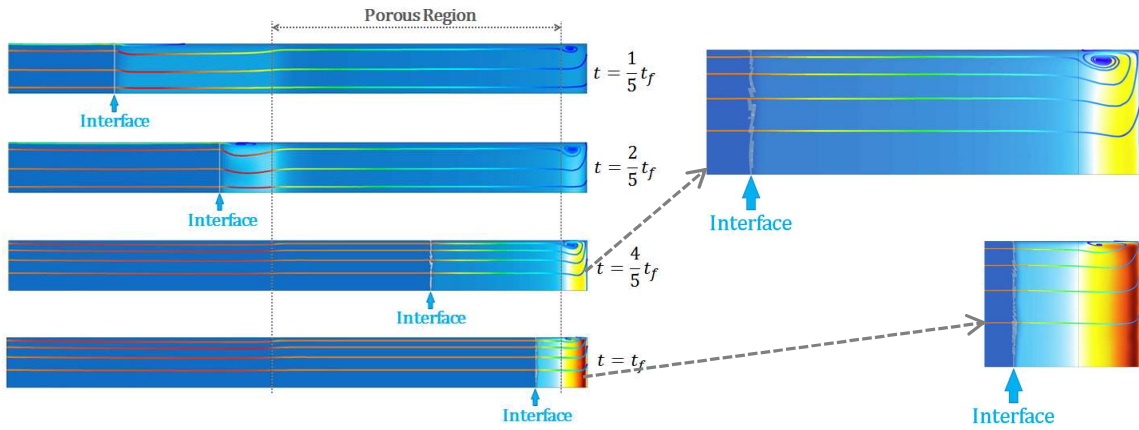 Porous Region
t = 1/5 t_f
Interface
t = 2/5 t_f
Interface
t = 4/5 t_f
Interface
t = t_f
Interface
Interface
Interface